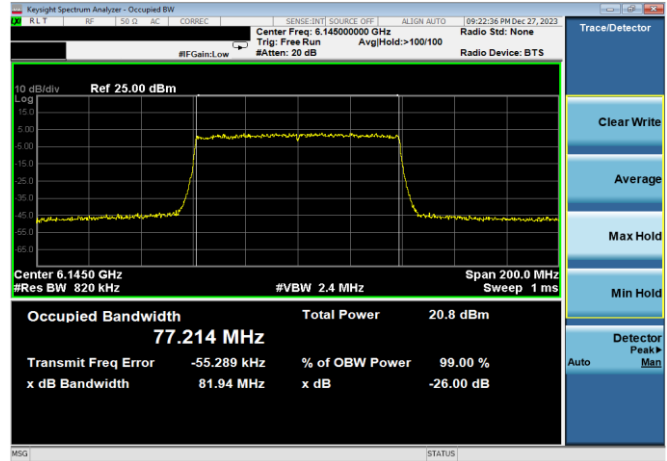 Keysight Spectrum Analyzer - Occupied BW
RLT RF 50 Ω AC CORREC SENSE:INT SOURCE OFF ALIGN AUTO 09:22:36 PM Dec 27, 2023
Center Freq: 6.145000000 GHz Radio Std: None
Trig: Free Run Avg|Hold:>100/100
#IFGain:Low #Atten: 20 dB Radio Device: BTS
Trace/Detector
10 dB/div Ref 25.00 dBm
Log
15.0
5.00
-5.00
-15.0
-25.0
-35.0
-45.0
-55.0
-65.0
Center 6.1450 GHz Span 200.0 MHz
#Res BW 820 kHz #VBW 2.4 MHz Sweep 1 ms
Occupied Bandwidth Total Power 20.8 dBm
77.214 MHz
Transmit Freq Error -55.289 kHz % of OBW Power 99.00 %
x dB Bandwidth 81.94 MHz x dB -26.00 dB
Clear Write
Average
Max Hold
Min Hold
Detector
Peak▶
Auto Man
MSG STATUS